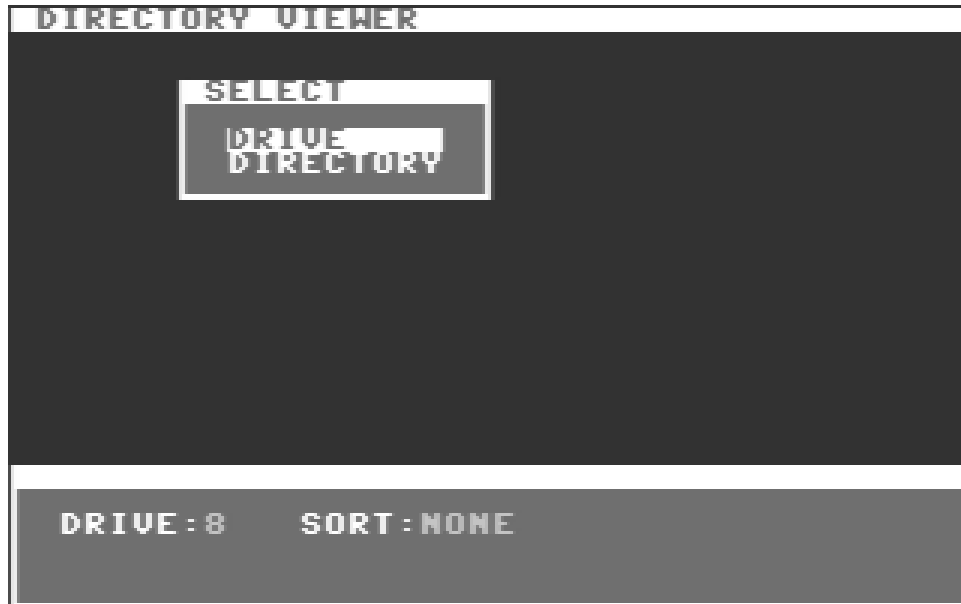 DIRECTORY VIEWER
SELECT
DRIVE
DIRECTORY
DRIVE:8 SORT:NONE